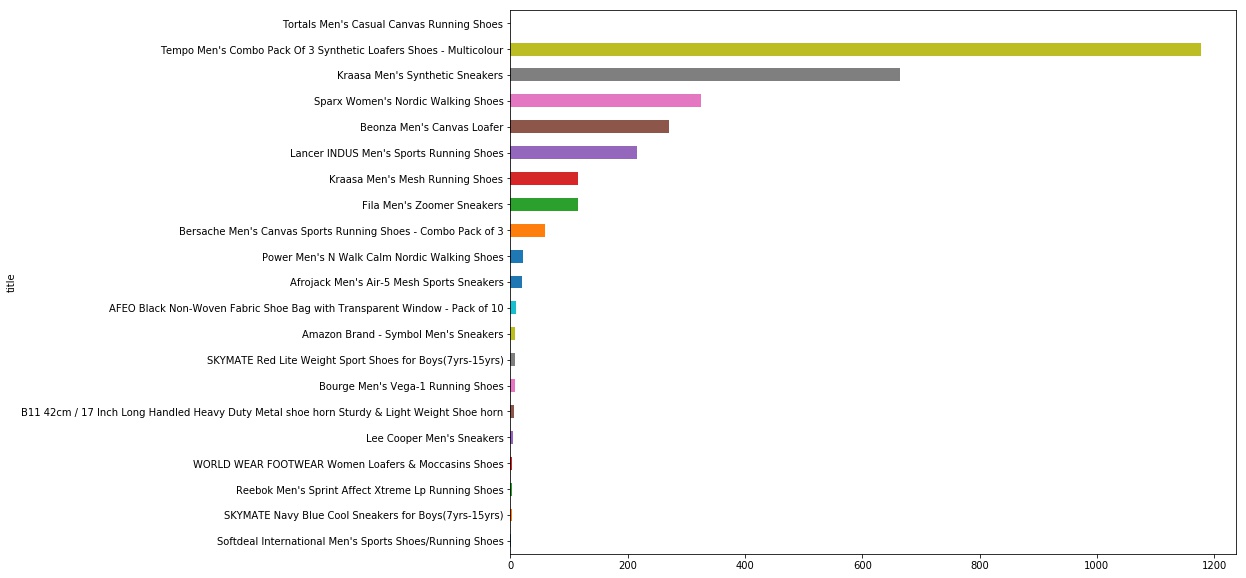 Tortals Men's Casual Canvas Running Shoes
Tempo Men's Combo Pack Of 3 Synthetic Loafers Shoes - Multicolour
Kraasa Men's Synthetic Sneakers
Sparx Women's Nordic Walking Shoes
Beonza Men's Canvas Loafer
Lancer INDUS Men's Sports Running Shoes
Kraasa Men's Mesh Running Shoes
Fila Men's Zoomer Sneakers
Bersache Men's Canvas Sports Running Shoes - Combo Pack of 3
Power Men's N Walk Calm Nordic Walking Shoes
title
Afrojack Men's Air-5 Mesh Sports Sneakers
AFEO Black Non-Woven Fabric Shoe Bag with Transparent Window - Pack of 10
Amazon Brand - Symbol Men's Sneakers
SKYMATE Red Lite Weight Sport Shoes for Boys(7yrs-15yrs)
Bourge Men's Vega-1 Running Shoes
B11 42cm / 17 Inch Long Handled Heavy Duty Metal shoe horn Sturdy & Light Weight Shoe horn
Lee Cooper Men's Sneakers
WORLD WEAR FOOTWEAR Women Loafers & Moccasins Shoes
Reebok Men's Sprint Affect Xtreme Lp Running Shoes
SKYMATE Navy Blue Cool Sneakers for Boys(7yrs-15yrs)
Softdeal International Men's Sports Shoes/Running Shoes
0 200 400 600 800 1000 1200